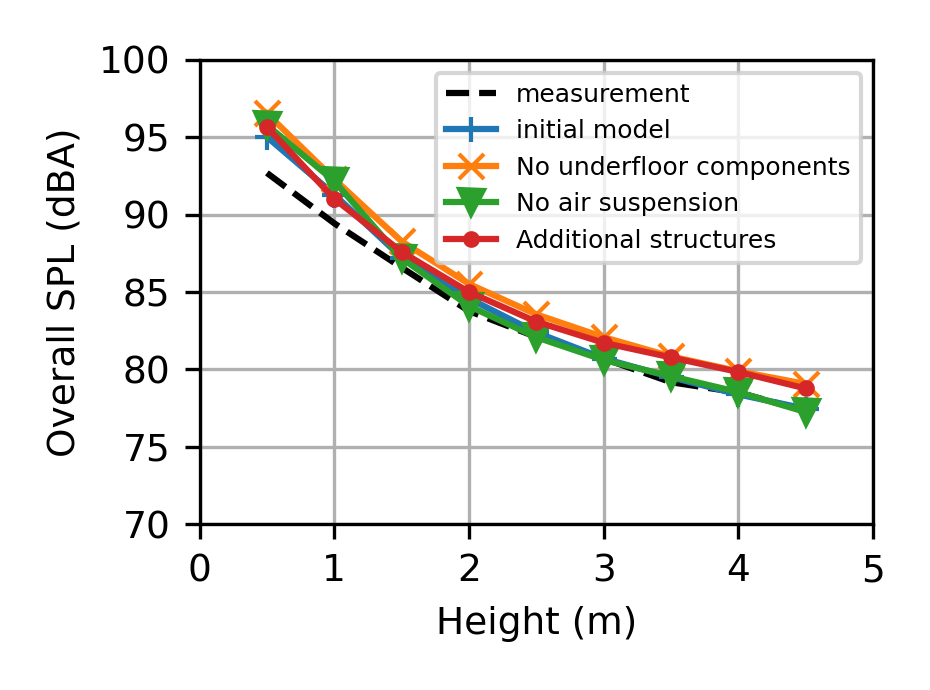 100
95
90
85
80
75
70
Overall SPL (dBA)
measurement
initial model
No underfloor components
No air suspension
Additional structures
0 1 2 3 4 5
Height (m)